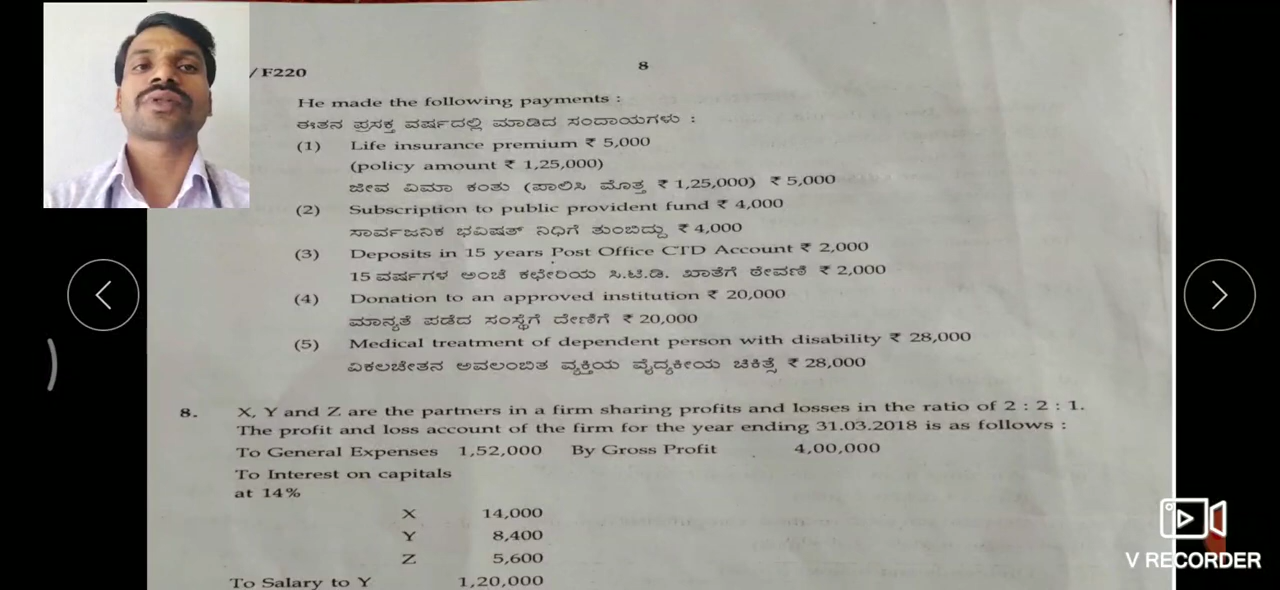 / F220
8
He made the following payments :
ಈತನ ಪ್ರಸಕ್ತ ವರ್ಷದಲ್ಲಿ ಮಾಡಿದ ಸಂದಾಯಗಳು :
(1) Life insurance premium ₹ 5,000
(policy amount ₹ 1,25,000)
ಜೀವ ವಿಮಾ ಕಂತು (ಪಾಲಿಸಿ ಮೊತ್ತ ₹ 1,25,000) ₹ 5,000
(2) Subscription to public provident fund ₹ 4,000
ಸಾರ್ವಜನಿಕ ಭವಿಷತ್ ನಿಧಿಗೆ ತುಂಬಿದ್ದು ₹ 4,000
(3) Deposits in 15 years Post Office CTD Account ₹ 2,000
15 ವರ್ಷಗಳ ಅಂಚೆ ಕಛೇರಿಯ ಸಿ.ಟಿ.ಡಿ. ಖಾತೆಗೆ ಠೇವಣಿ ₹ 2,000
(4) Donation to an approved institution ₹ 20,000
ಮಾನ್ಯತೆ ಪಡೆದ ಸಂಸ್ಥೆಗೆ ದೇಣಿಗೆ ₹ 20,000
(5) Medical treatment of dependent person with disability ₹ 28,000
ವಿಕಲಚೇತನ ಅವಲಂಬಿತ ವ್ಯಕ್ತಿಯ ವೈದ್ಯಕೀಯ ಚಿಕಿತ್ಸೆ ₹ 28,000
8. X, Y and Z are the partners in a firm sharing profits and losses in the ratio of 2 : 2 : 1.
The profit and loss account of the firm for the year ending 31.03.2018 is as follows :
To General Expenses 1,52,000 By Gross Profit 4,00,000
To Interest on capitals
at 14%
X 14,000
Y 8,400
Z 5,600
To Salary to Y 1,20,000
V RECORDER